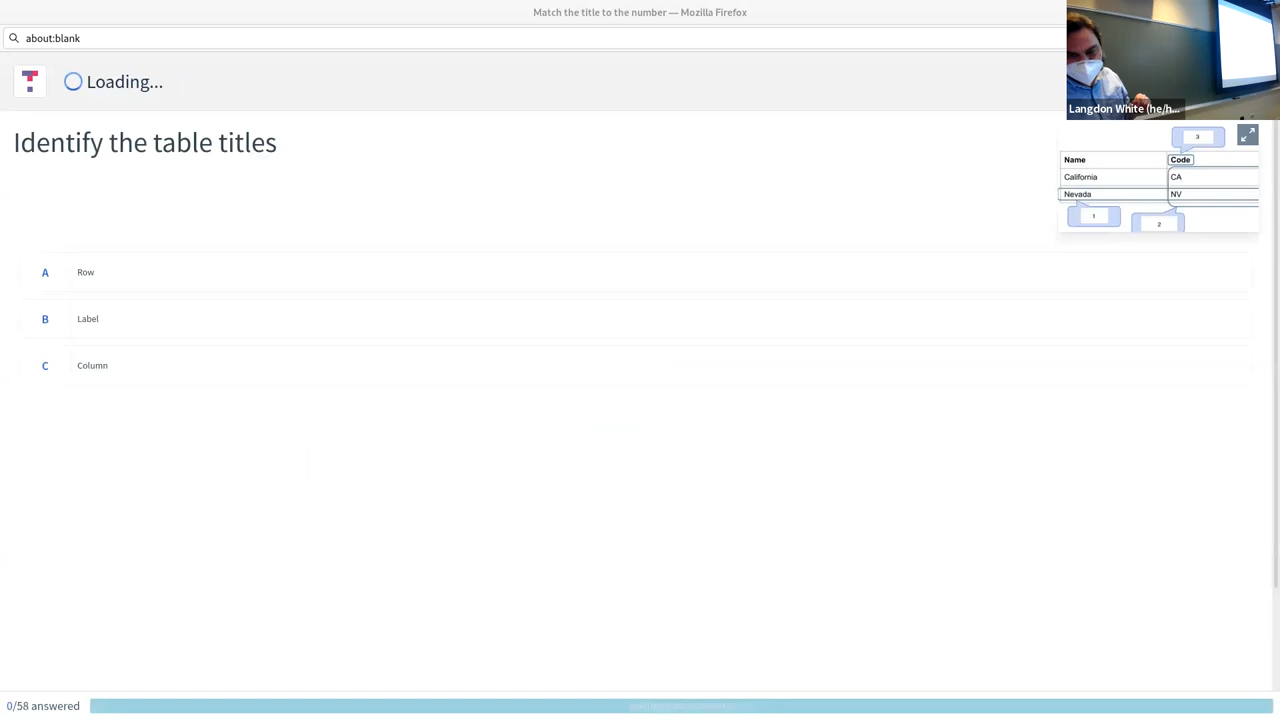 Match the title to the number — Mozilla Firefox
about:blank
Loading...
Langdon White (he/h...
Identify the table titles
3
Name Code
California CA
Nevada NV
1
2
A Row
B Label
C Column
0/58 answered